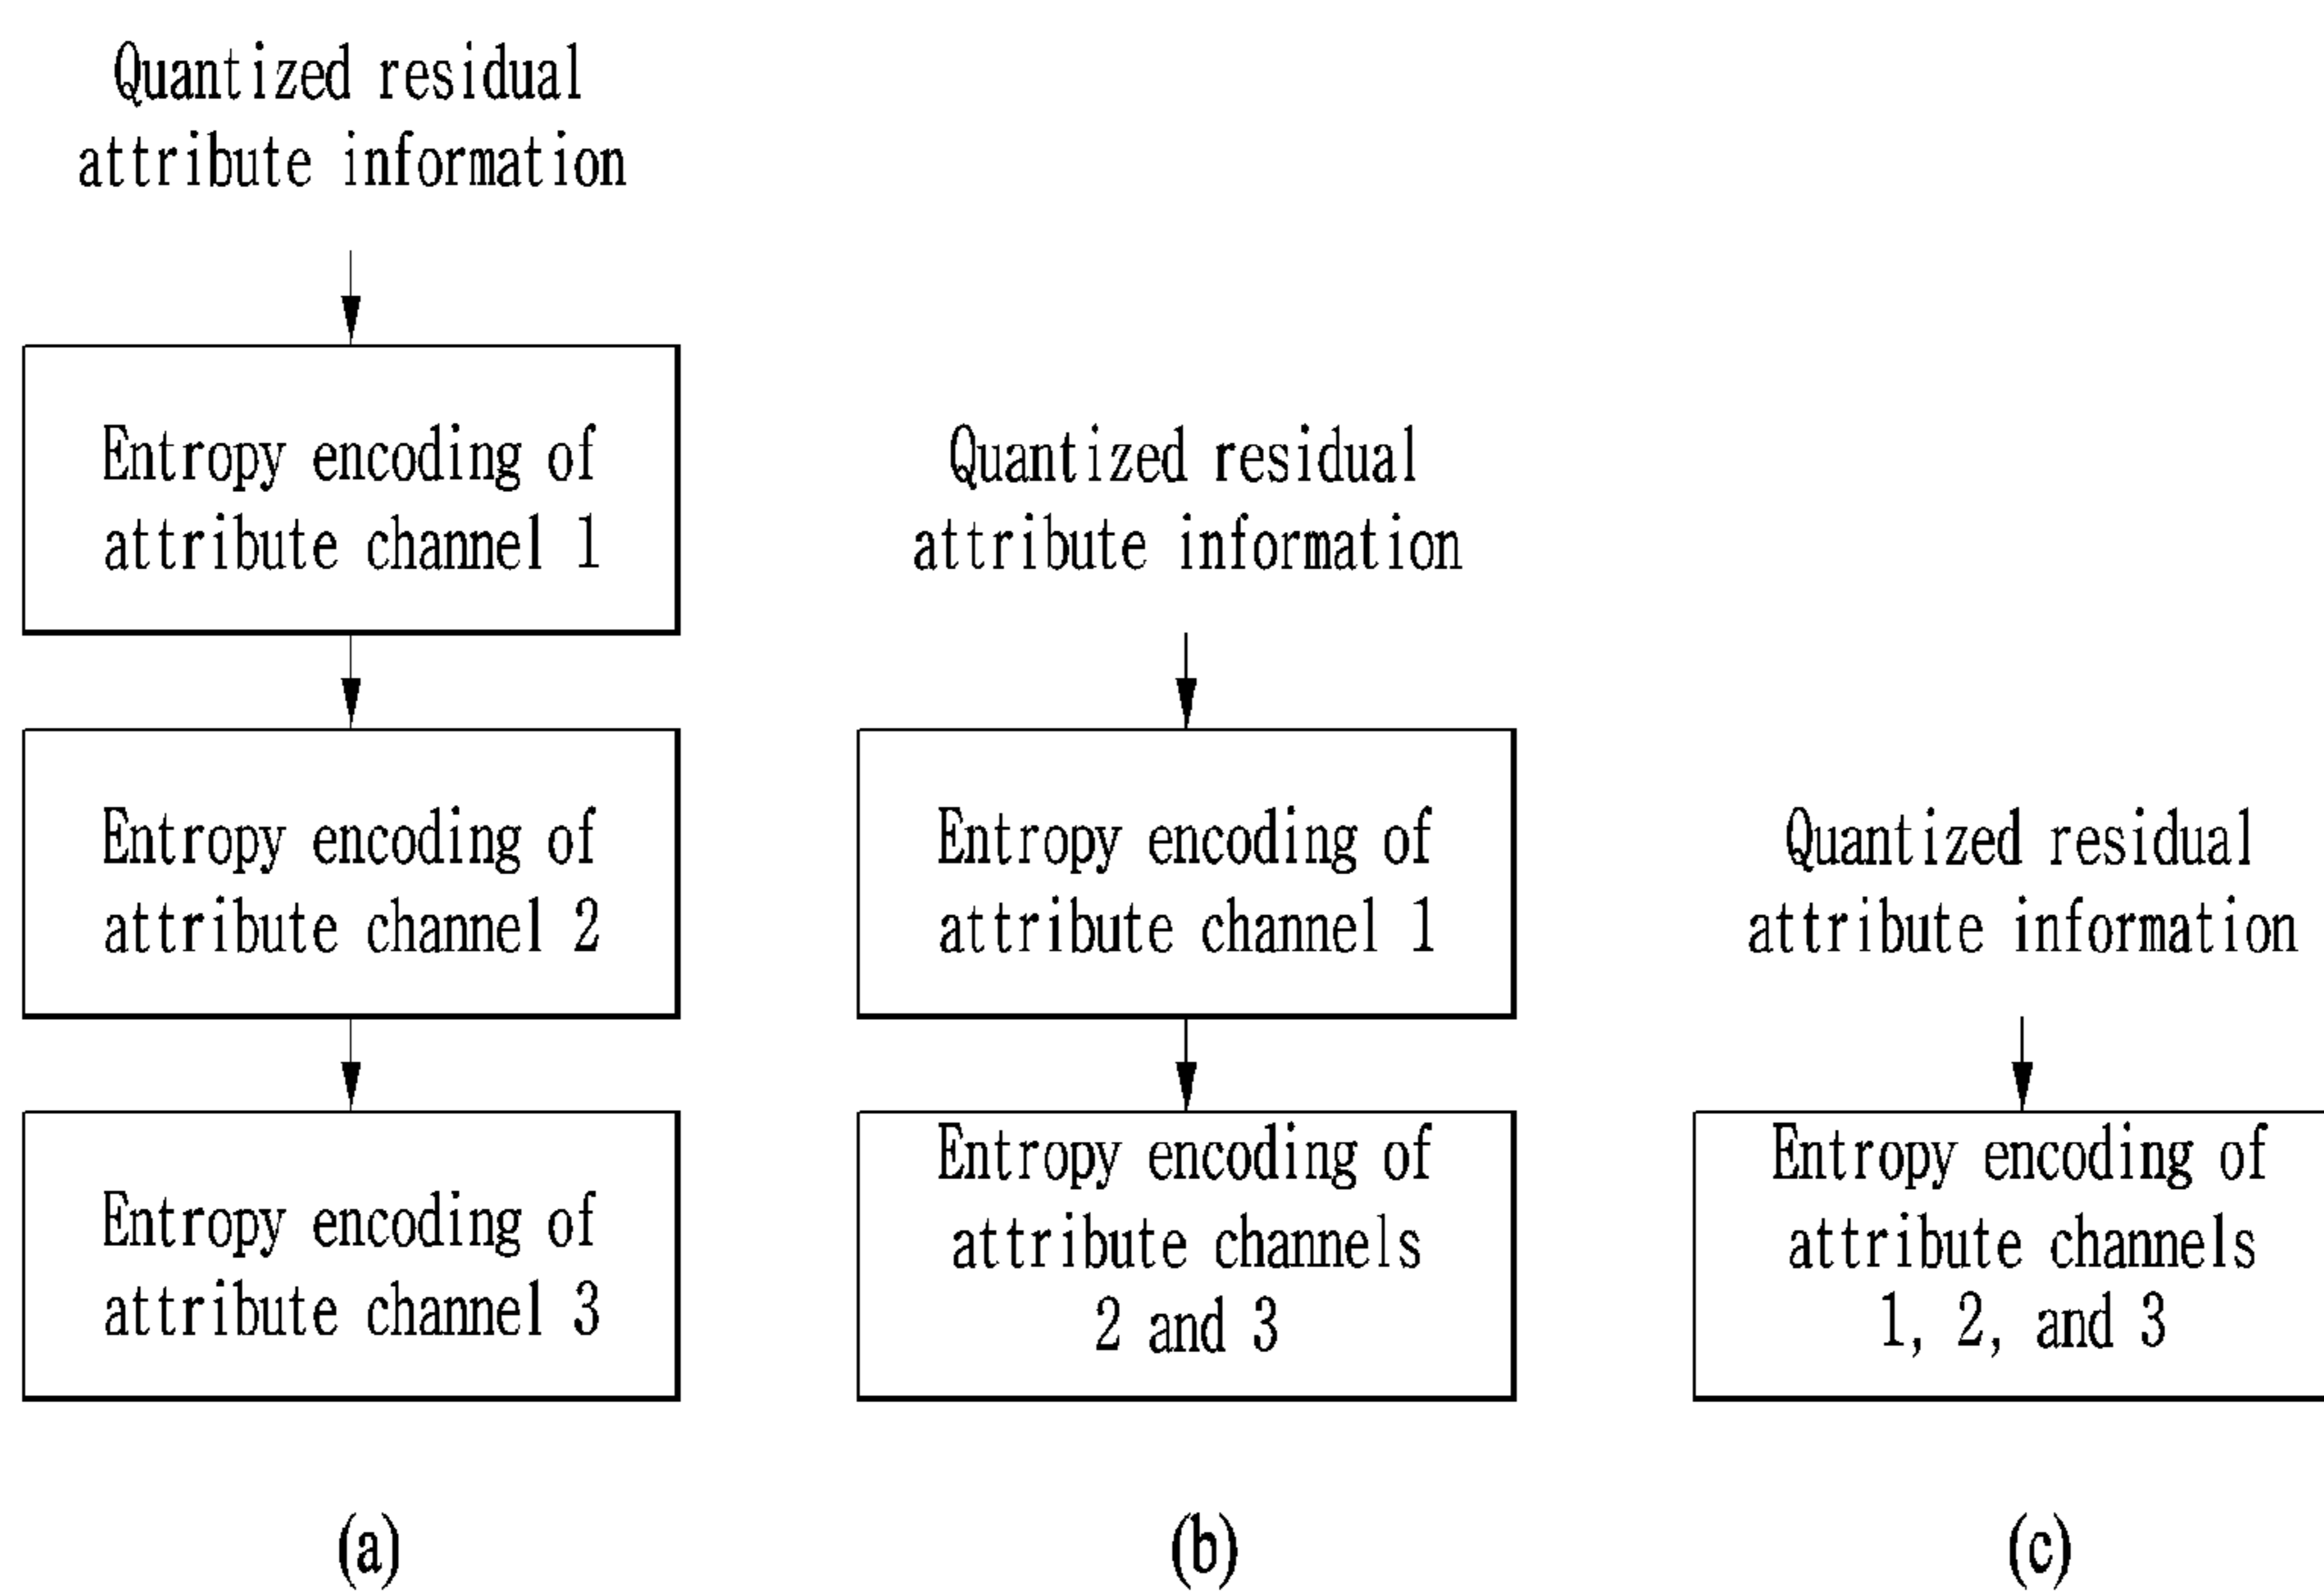 Quantized residual
attribute information
Entropy encoding of
attribute channel 1
Entropy encoding of
attribute channel 2
Entropy encoding of
attribute channel 3
(a)
Quantized residual
attribute information
Entropy encoding of
attribute channel 1
Entropy encoding of
attribute channels
2 and 3
(b)
Quantized residual
attribute information
Entropy encoding of
attribute channels
1, 2, and 3
(c)